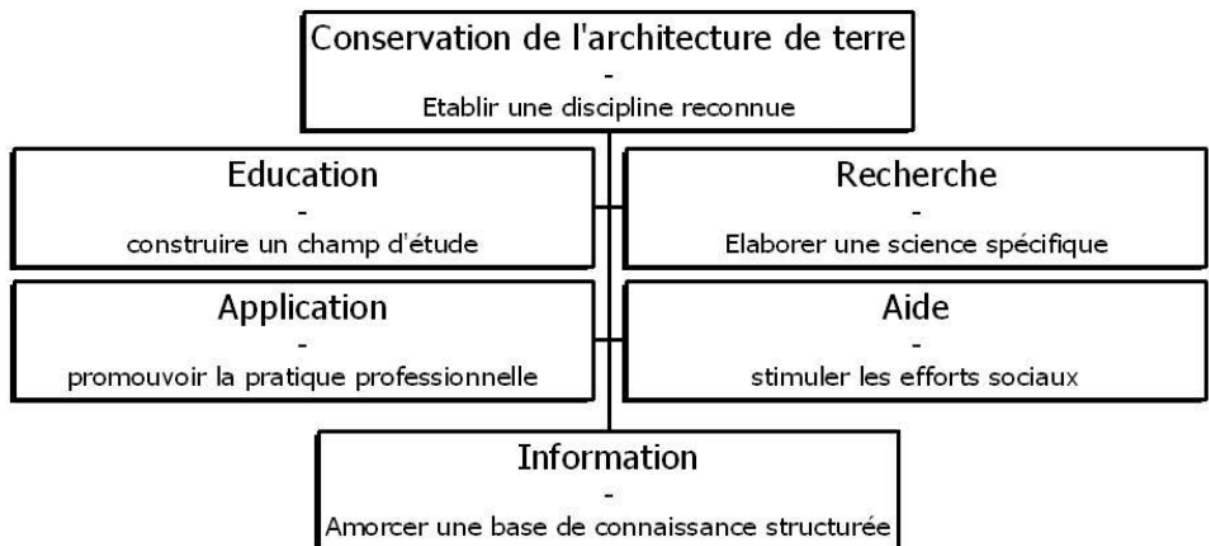 Conservation de l'architecture de terre
-
Etablir une discipline reconnue
Education
-
construire un champ d'étude
Recherche
-
Elaborer une science spécifique
Application
-
promouvoir la pratique professionnelle
Aide
-
stimuler les efforts sociaux
Information
-
Amorcer une base de connaissance structurée